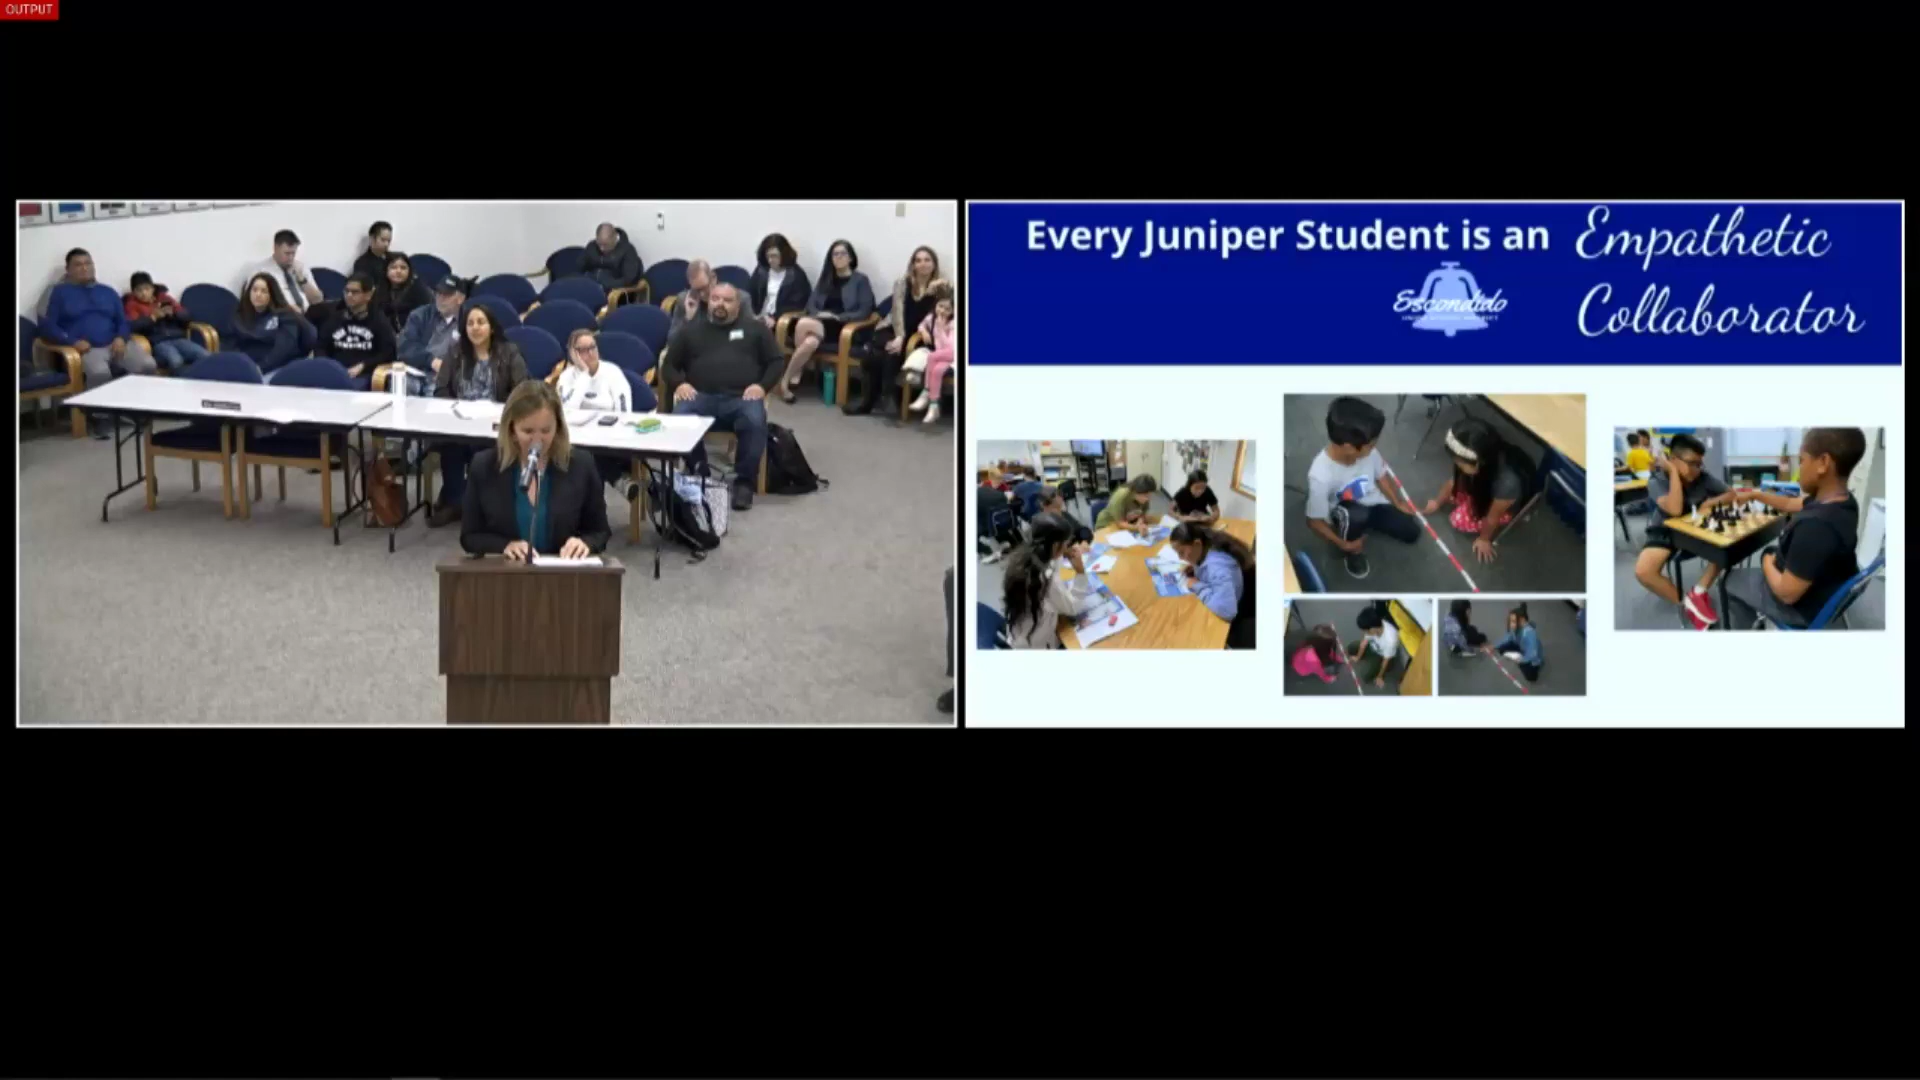 OUTPUT
Every Juniper Student is an Empathetic
Escondido
Collaborator